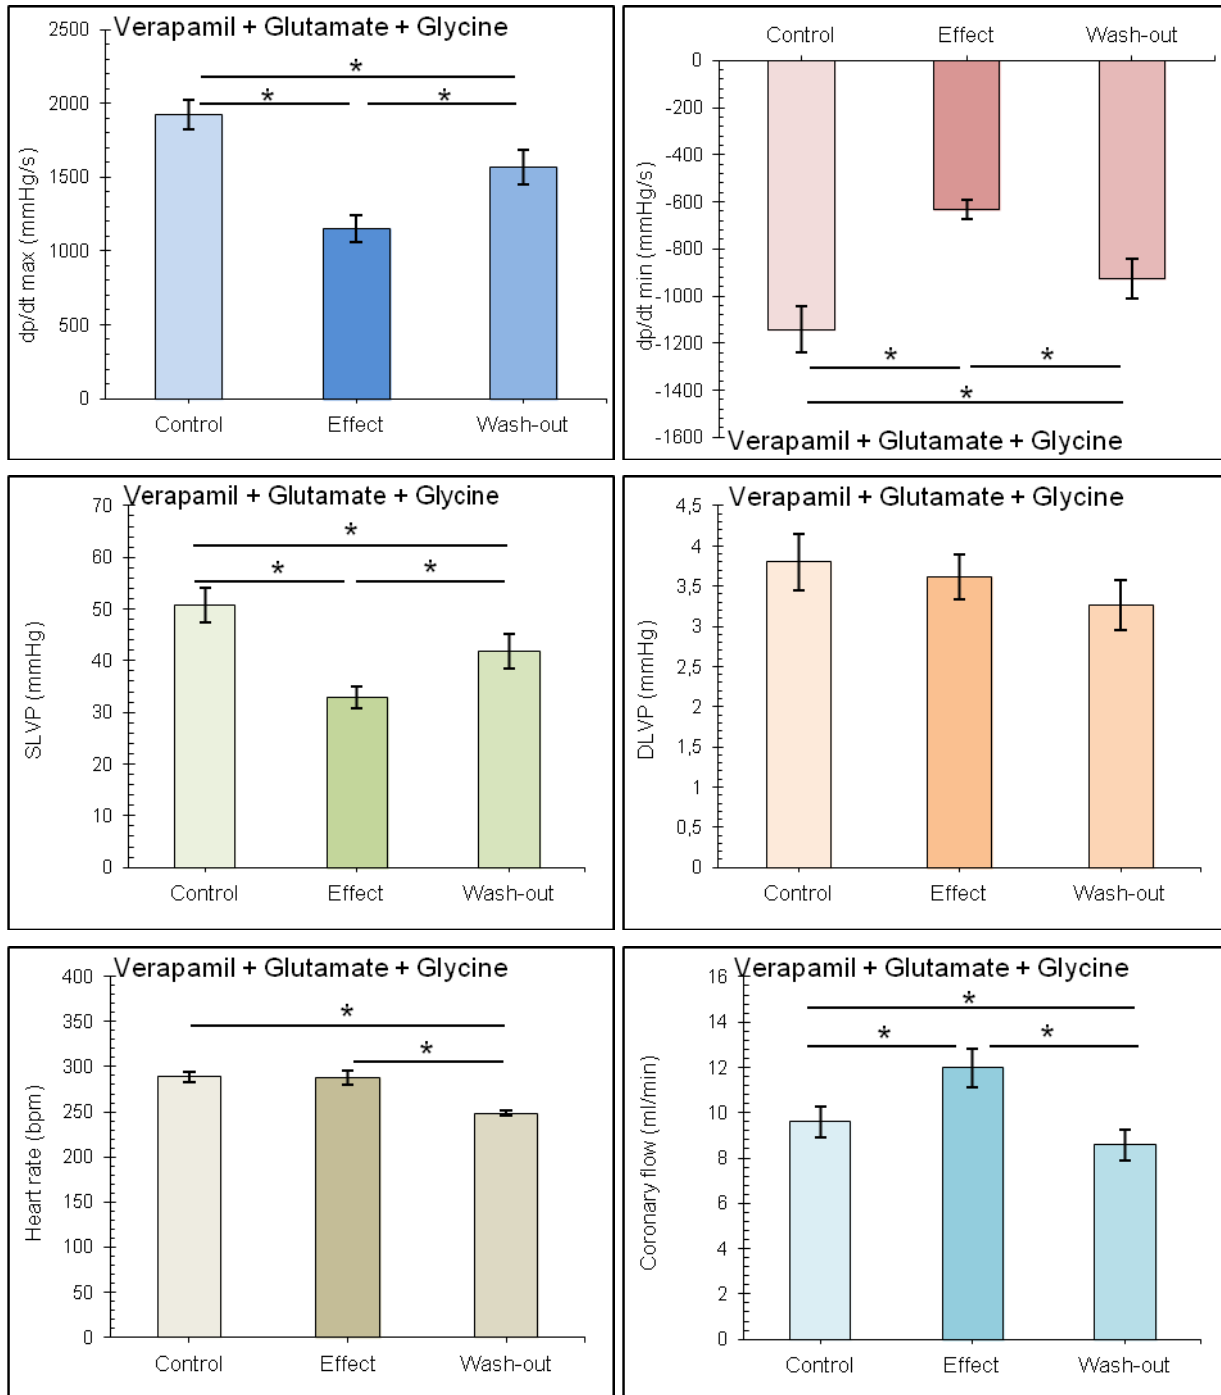 Verapamil + Glutamate + Glycine
dp/dt max (mmHg/s)
2500
2000
1500
1000
500
0
*
*
*
Control
Effect
Wash-out
Control
Effect
Wash-out
dp/dt min (mmHg/s)
0
-200
-400
-600
-800
-1000
-1200
-1400
-1600
*
*
*
Verapamil + Glutamate + Glycine
Verapamil + Glutamate + Glycine
SLVP (mmHg)
70
60
50
40
30
20
10
0
*
*
*
Control
Effect
Wash-out
Verapamil + Glutamate + Glycine
DLVP (mmHg)
4,5
4
3,5
3
2,5
2
1,5
1
0,5
0
Control
Effect
Wash-out
Verapamil + Glutamate + Glycine
Heart rate (bpm)
400
350
300
250
200
150
100
50
0
*
*
Control
Effect
Wash-out
Verapamil + Glutamate + Glycine
Coronary flow (ml/min)
16
14
12
10
8
6
4
2
0
*
*
*
Control
Effect
Wash-out